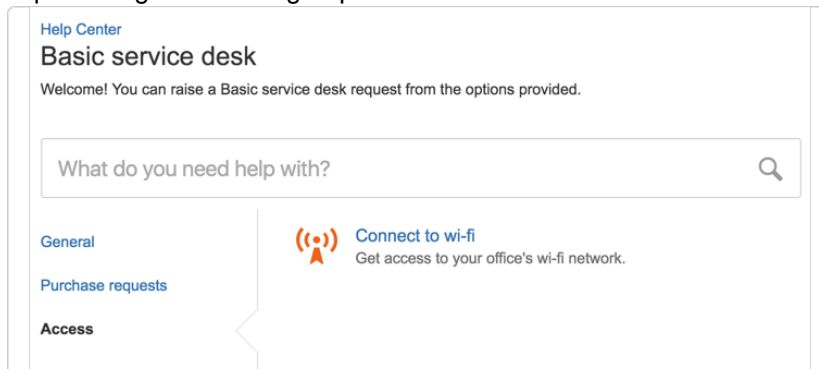 Help Center
Basic service desk
Welcome! You can raise a Basic service desk request from the options provided.
What do you need help with?
General
Purchase requests
Access
Connect to wi-fi
Get access to your office's wi-fi network.